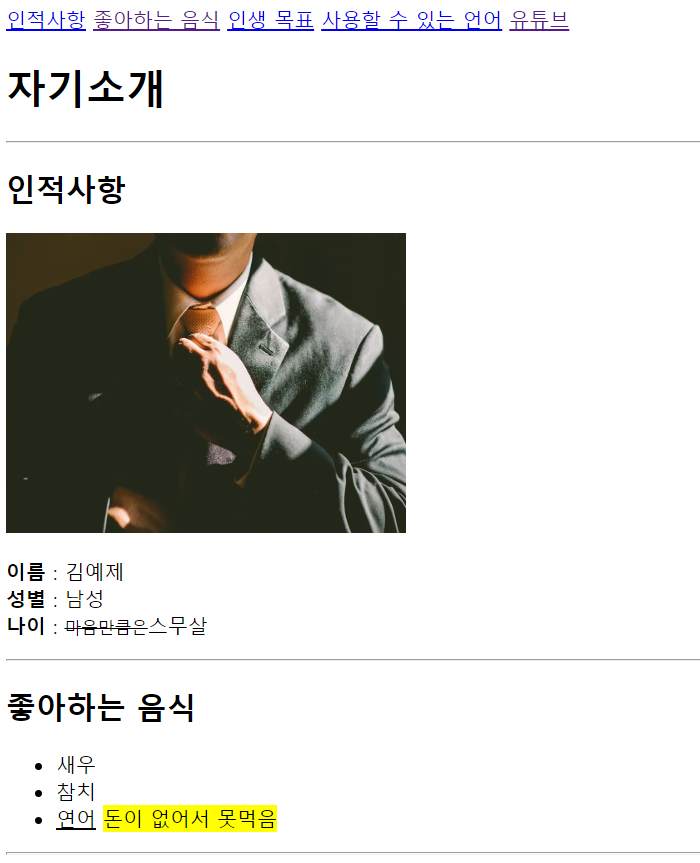 인적사항 좋아하는 음식 인생 목표 사용할 수 있는 언어 유튜브
자기소개
인적사항
이름 : 김예제
성별 : 남성
나이 : 마음만큼은스무살
좋아하는 음식
새우
참치
연어 돈이 없어서 못먹음